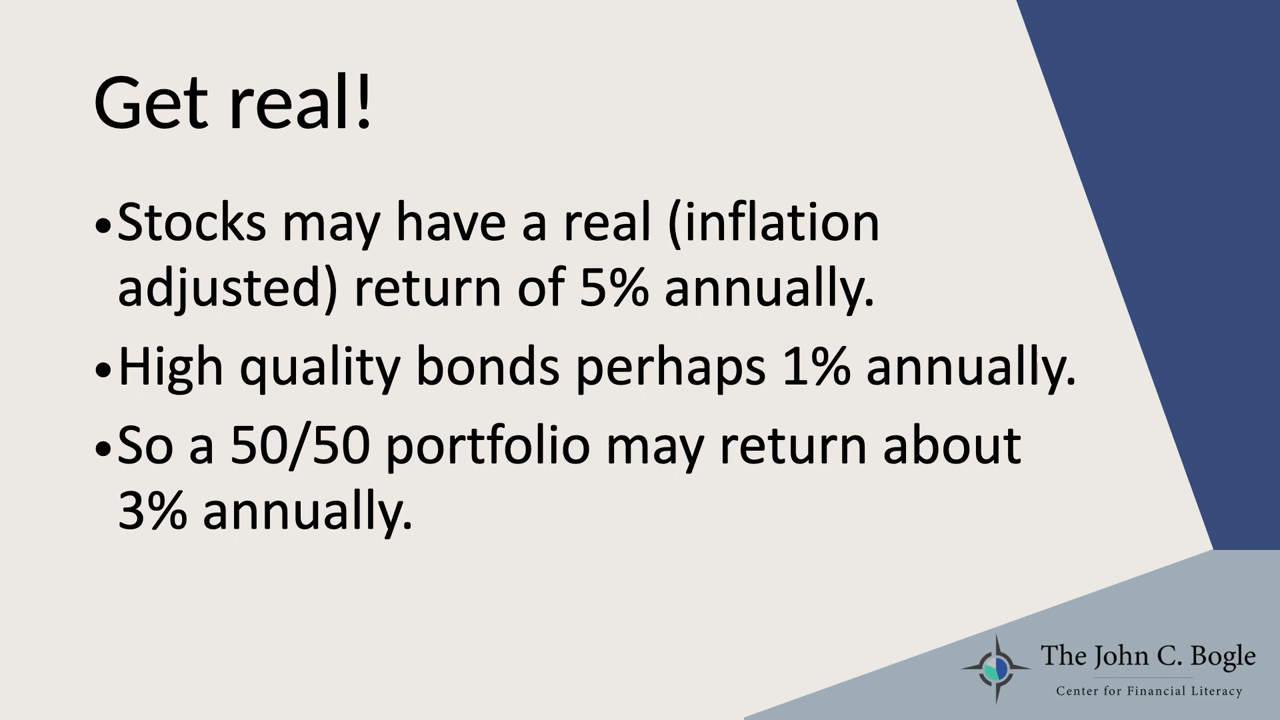 Get real!
•Stocks may have a real (inflation
adjusted) return of 5% annually.
•High quality bonds perhaps 1% annually.
•So a 50/50 portfolio may return about
3% annually.
The John C. Bogle
Center for Financial Literacy